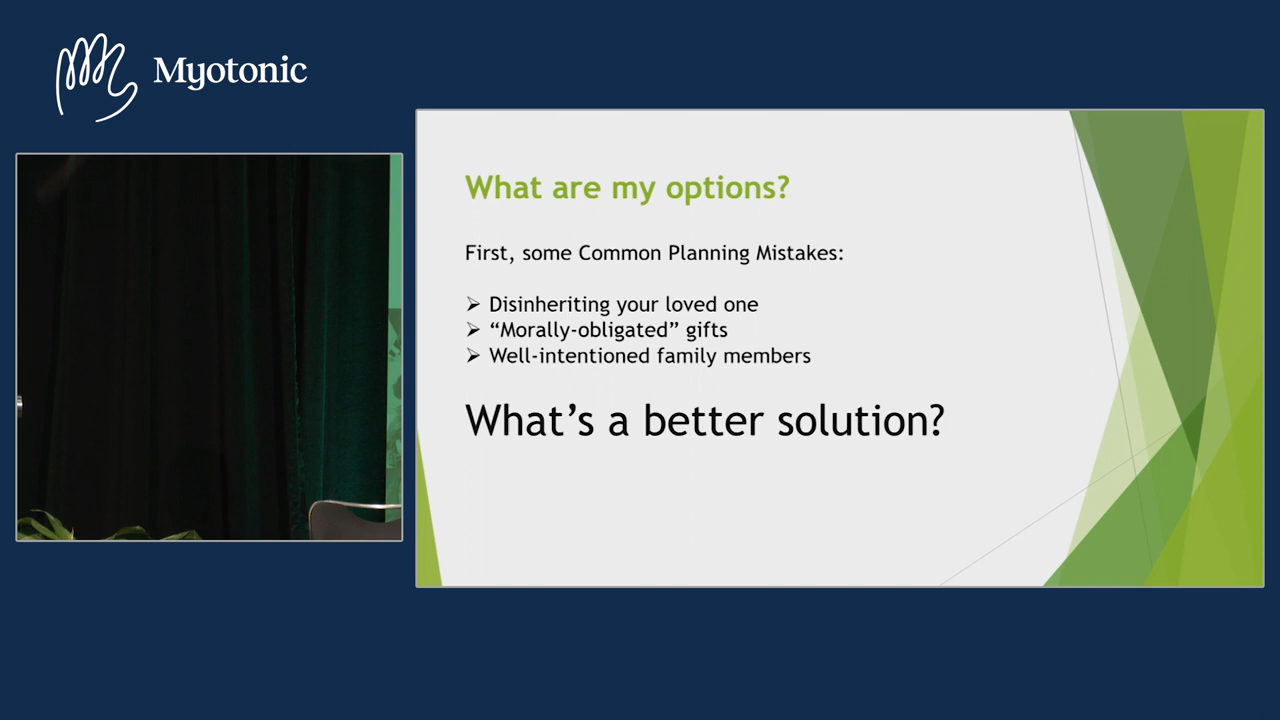 Myotonic
What are my options?
First, some Common Planning Mistakes:
➢ Disinheriting your loved one
➢ “Morally-obligated” gifts
➢ Well-intentioned family members
What’s a better solution?